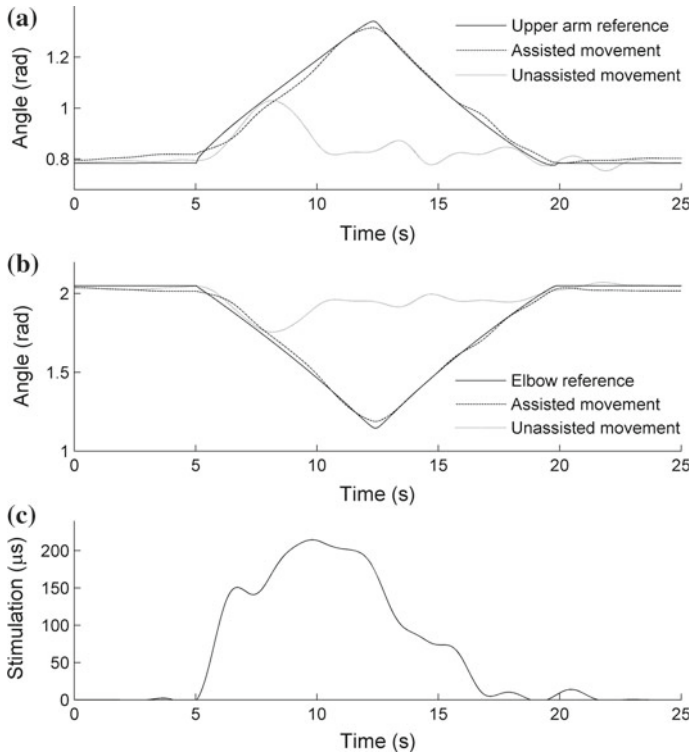 (a)
Angle (rad)
1.2
1
0.8
Upper arm reference
Assisted movement
Unassisted movement
0 5 10 15 20 25
Time (s)
(b)
Angle (rad)
2
1.5
1
Elbow reference
Assisted movement
Unassisted movement
0 5 10 15 20 25
Time (s)
(c)
Stimulation (μs)
200
150
100
50
0
0 5 10 15 20 25
Time (s)